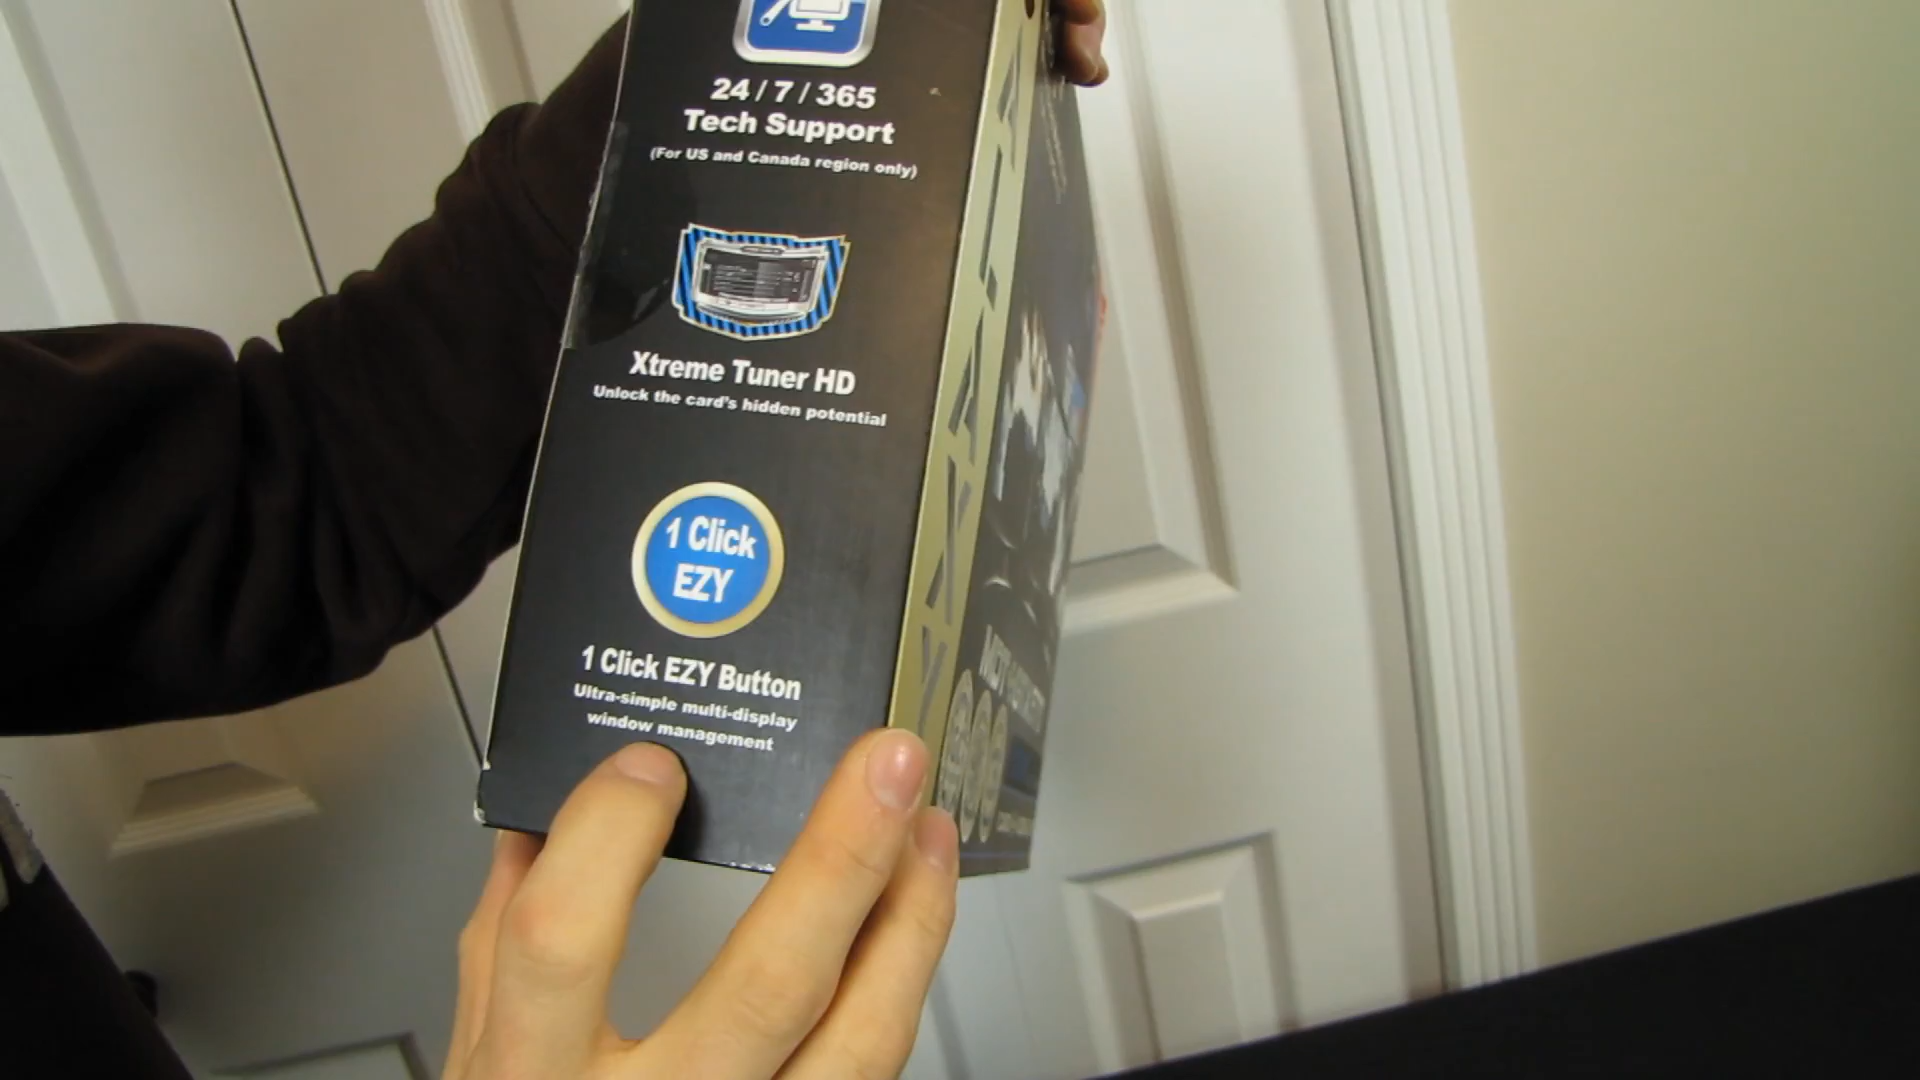 24 / 7 / 365
Tech Support
(For US and Canada region only)
Xtreme Tuner HD
Unlock the card's hidden potential
1 Click
EZY
1 Click EZY Button
Ultra-simple multi-display
window management